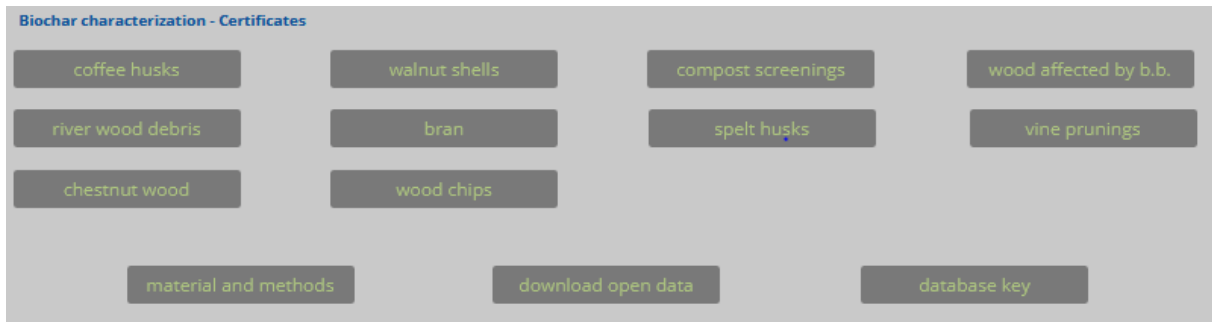 Biochar characterization - Certificates
coffee husks walnut shells compost screenings wood affected by b.b.
river wood debris bran spelt husks vine prunings
chestnut wood wood chips
material and methods download open data database key